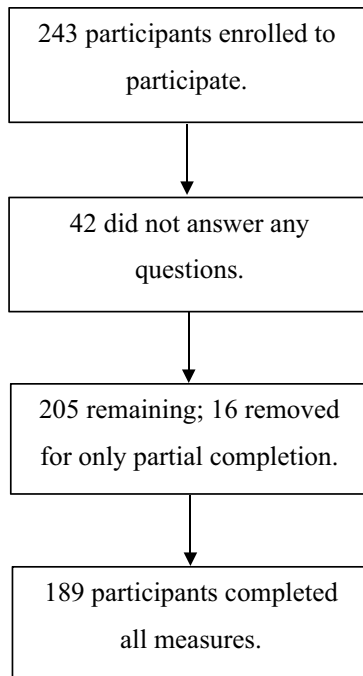 243 participants enrolled to
participate.
42 did not answer any
questions.
205 remaining; 16 removed
for only partial completion.
189 participants completed
all measures.